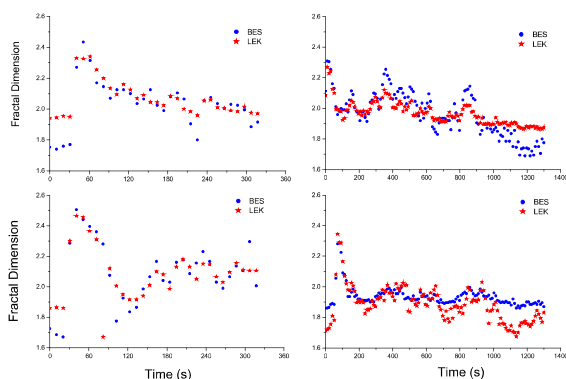 2.6 2.4 2.2 2.0 1.8 1.6
Fractal Dimension
BES
LEK
0 60 120 180 240 300 360
2.6 2.4 2.2 2.0 1.8 1.6
Fractal Dimension
BES
LEK
0 200 400 600 800 1000 1200 1400
2.6 2.4 2.2 2.0 1.8 1.6
Fractal Dimension
BES
LEK
0 60 120 180 240 300 360
Time (s)
2.6 2.4 2.2 2.0 1.8 1.6
BES
LEK
0 200 400 600 800 1000 1200 1400
Time (s)